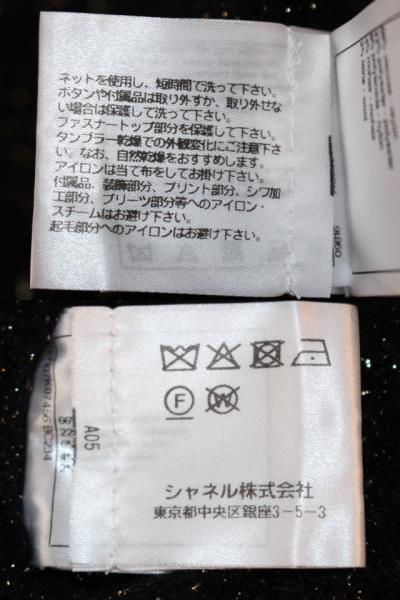 ネットを使用し、短時間で洗って下さい。
ボタンや付属品は取り外すか、取り外せな
い場合は保護して洗って下さい。
ファスナートップ部分を保護して下さい。
タンブラー乾燥での外観変化にご注意下さ
い。なお、自然乾燥をおすすめします。
アイロンは当て布をしてお掛け下さい。
付属品、装飾部分、プリント部分、シワ加
工部分、プリーツ部分等へのアイロン・
スチームはお避け下さい。
起毛部分へのアイロンはお避け下さい。
A05
F
W
シャネル株式会社
東京都中央区銀座3-5-3